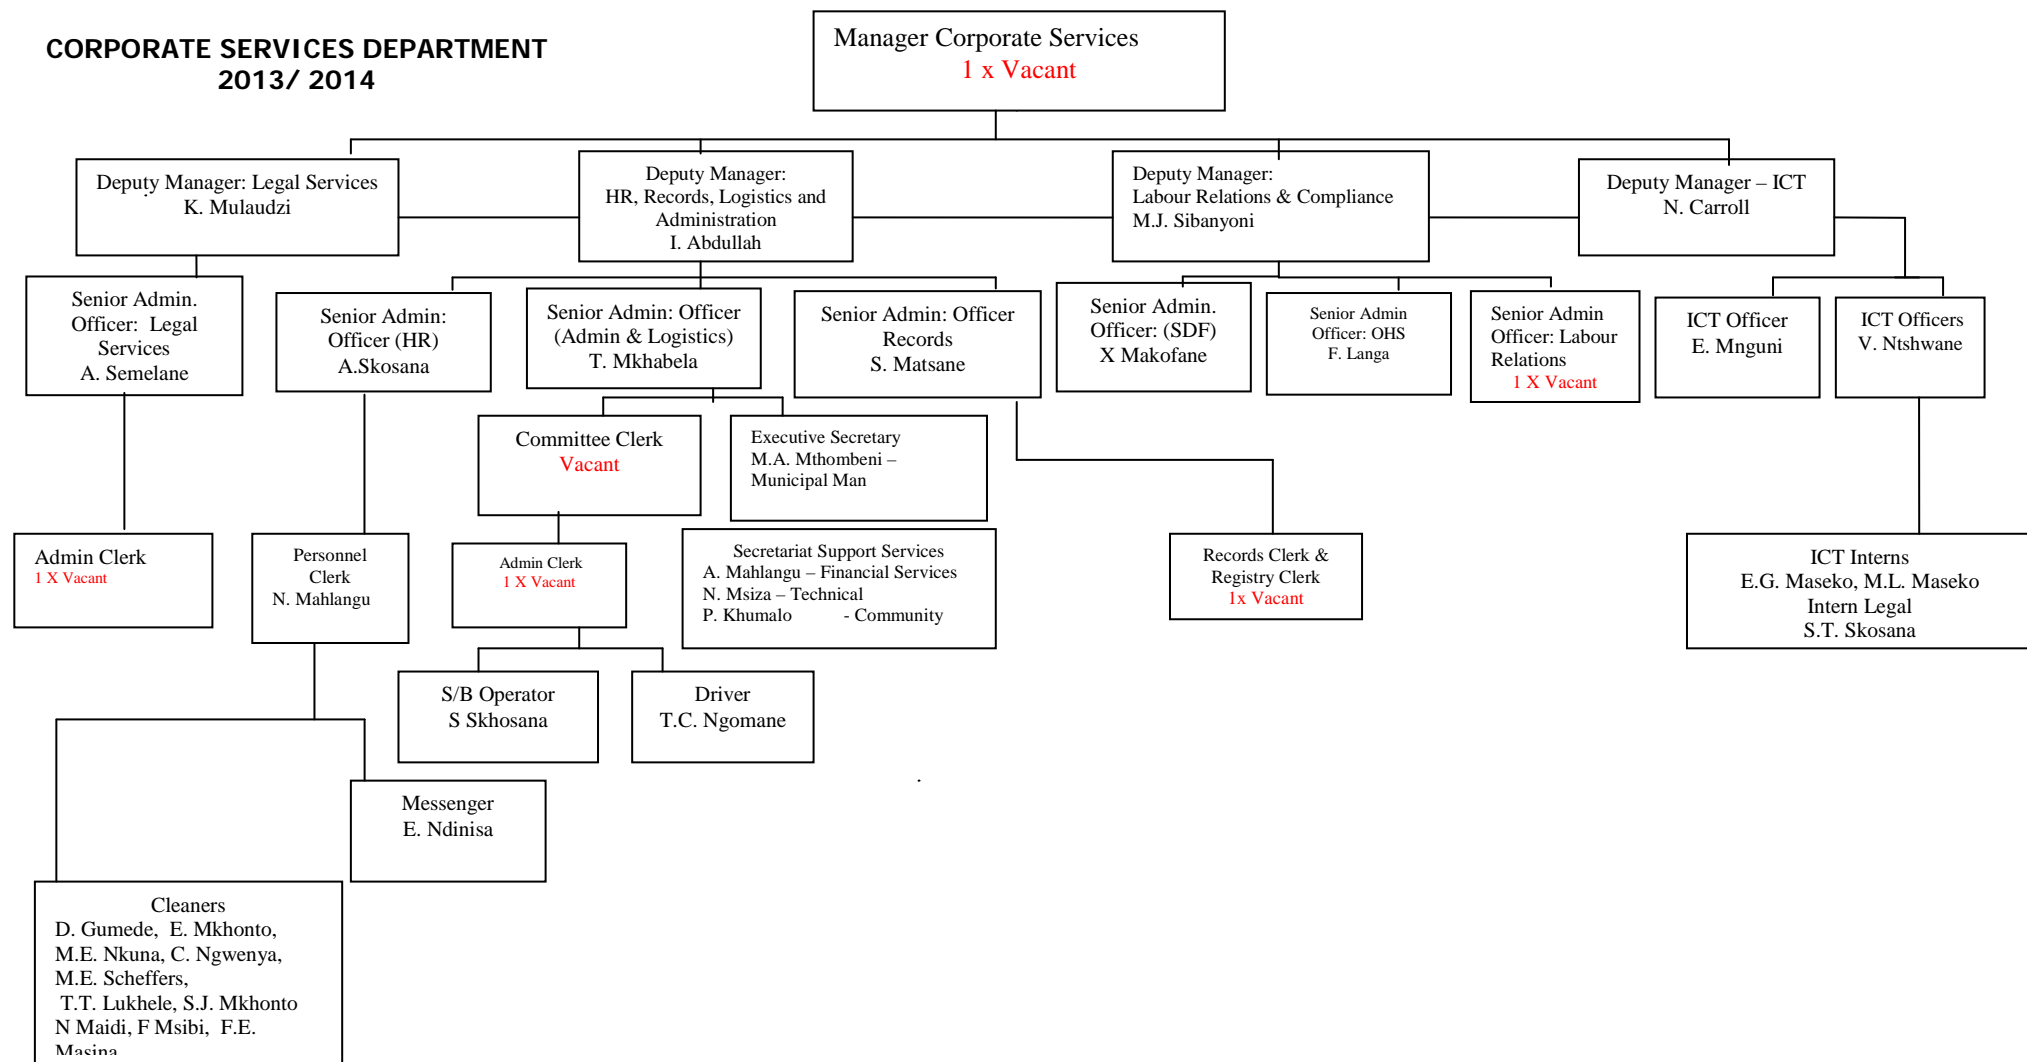 CORPORATE SERVICES DEPARTMENT
2013/ 2014
Manager Corporate Services
1 x Vacant
Deputy Manager: Legal Services
K. Mulaudzi
Deputy Manager:
HR, Records, Logistics and
Administration
I. Abdullah
Deputy Manager:
Labour Relations & Compliance
M.J. Sibanyoni
Deputy Manager – ICT
N. Carroll
Senior Admin.
Officer:  Legal
Services
A. Semelane
Senior Admin:
Officer (HR)
A.Skosana
Senior Admin: Officer
(Admin & Logistics)
T. Mkhabela
Senior Admin: Officer
Records
S. Matsane
Senior Admin.
Officer: (SDF)
X Makofane
Senior Admin
Officer: OHS
F. Langa
Senior Admin
Officer: Labour
Relations
1 X Vacant
ICT Officer
E. Mnguni
ICT Officers
V. Ntshwane
Committee Clerk
Vacant
Executive Secretary
M.A. Mthombeni –
Municipal Man
Admin Clerk
1 X Vacant
Personnel
Clerk
N. Mahlangu
Admin Clerk
1 X Vacant
Secretariat Support Services
A. Mahlangu – Financial Services
N. Msiza – Technical
P. Khumalo          - Community
Records Clerk &
Registry Clerk
1x Vacant
ICT Interns
E.G. Maseko, M.L. Maseko
Intern Legal
S.T. Skosana
S/B Operator
S Skhosana
Driver
T.C. Ngomane
Messenger
E. Ndinisa
Cleaners
D. Gumede,  E. Mkhonto,
M.E. Nkuna, C. Ngwenya,
M.E. Scheffers,
T.T. Lukhele, S.J. Mkhonto
N Maidi, F Msibi,  F.E.
Masina